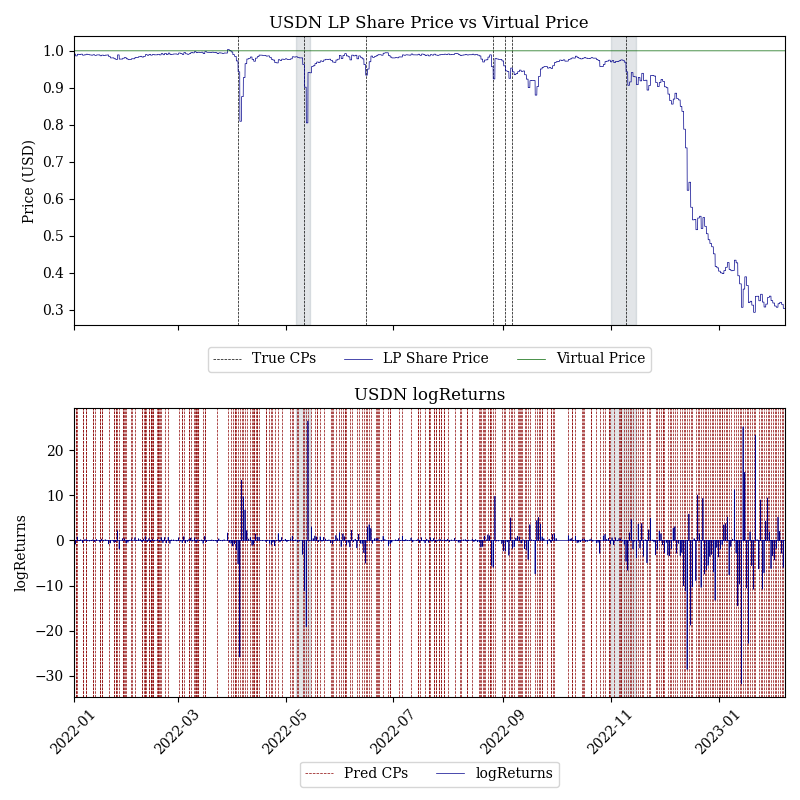 USDN LP Share Price vs Virtual Price
Price (USD)
1.0
0.9
0.8
0.7
0.6
0.5
0.4
0.3
True CPs
LP Share Price
Virtual Price
USDN logReturns
logReturns
20
10
0
−10
−20
−30
2022-01
2022-03
2022-05
2022-07
2022-09
2022-11
2023-01
Pred CPs
logReturns